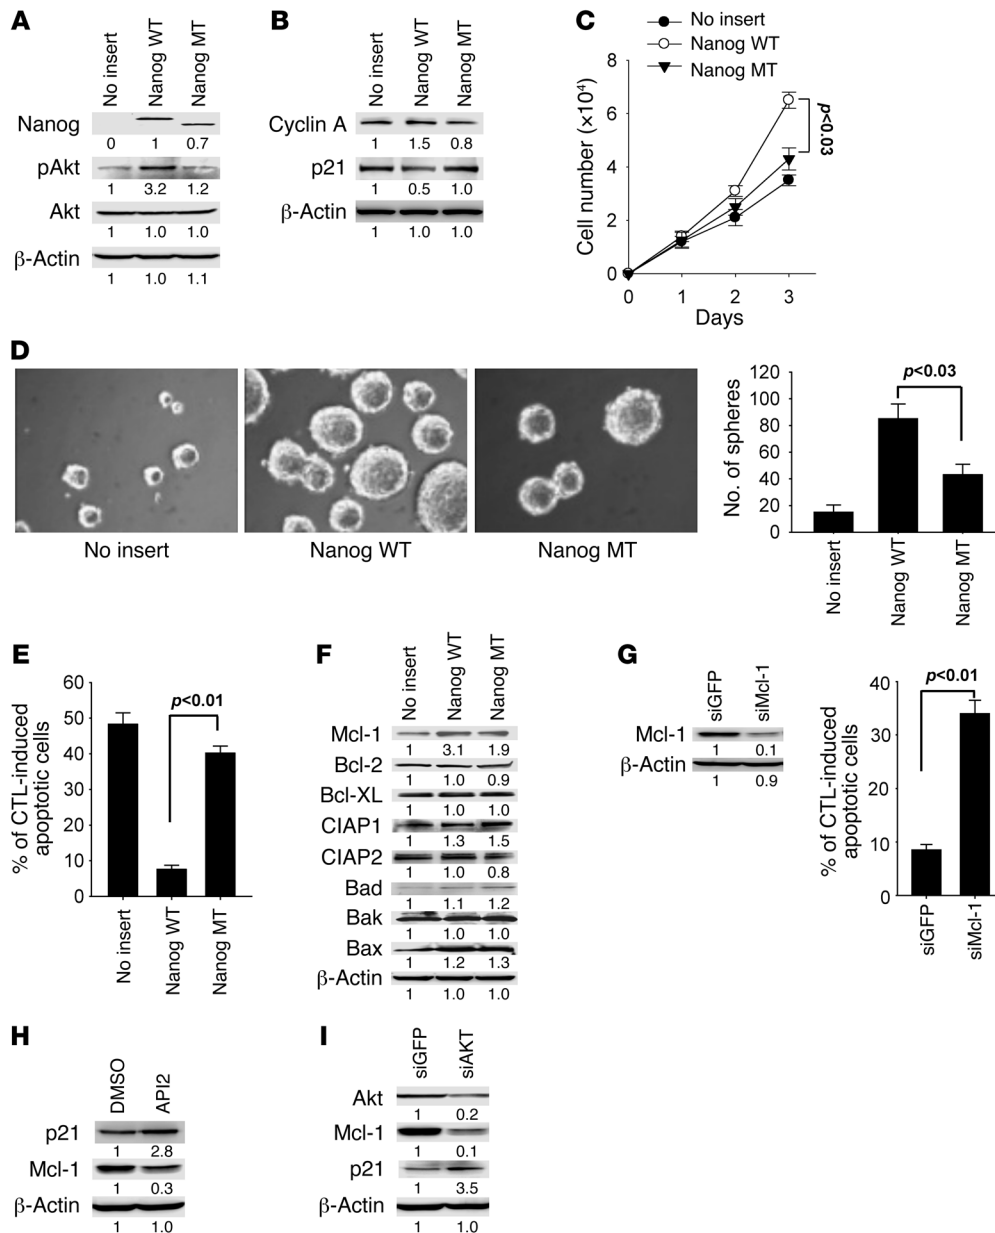 A
No insert
Nanog WT
Nanog MT
Nanog
0 1 0.7
pAkt
1 3.2 1.2
Akt
1 1.0 1.0
β-Actin
1 1.0 1.1
B
No insert
Nanog WT
Nanog MT
Cyclin A
1 1.5 0.8
p21
1 0.5 1.0
β-Actin
1 1.0 1.0
C
No insert
Nanog WT
Nanog MT
Cell number (×10⁴)
8
6
4
2
0
p<0.03
0 1 2 3
Days
D
No insert
Nanog WT
Nanog MT
No. of spheres
120
100
80
60
40
20
0
p<0.03
No insert
Nanog WT
Nanog MT
E
% of CTL-induced
apoptotic cells
60
50
40
30
20
10
0
p<0.01
No insert
Nanog WT
Nanog MT
F
No insert
Nanog WT
Nanog MT
Mcl-1
1 3.1 1.9
Bcl-2
1 1.0 0.9
Bcl-XL
1 1.0 1.0
CIAP1
1 1.3 1.5
CIAP2
1 1.0 0.8
Bad
1 1.1 1.2
Bak
1 1.0 1.0
Bax
1 1.2 1.3
β-Actin
1 1.0 1.0
G
siGFP
siMcl-1
Mcl-1
1 0.1
β-Actin
1 0.9
% of CTL-induced
apoptotic cells
40
30
20
10
0
p<0.01
siGFP
siMcl-1
H
DMSO
API2
p21
1 2.8
Mcl-1
1 0.3
β-Actin
1 1.0
I
siGFP
siAKT
Akt
1 0.2
Mcl-1
1 0.1
p21
1 3.5
β-Actin
1 1.0